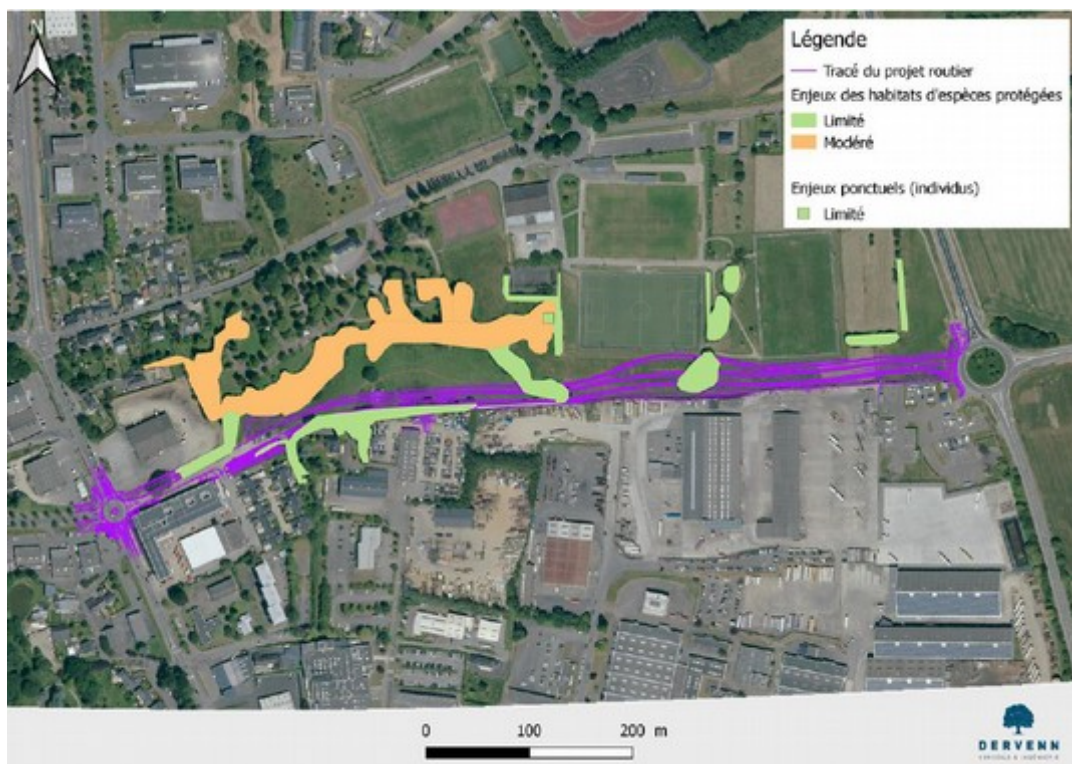 N
Légende
Tracé du projet routier
Enjeux des habitats d'espèces protégées
Limité
Modéré
Enjeux ponctuels (individus)
Limité
0 100 200 m
DERVENN